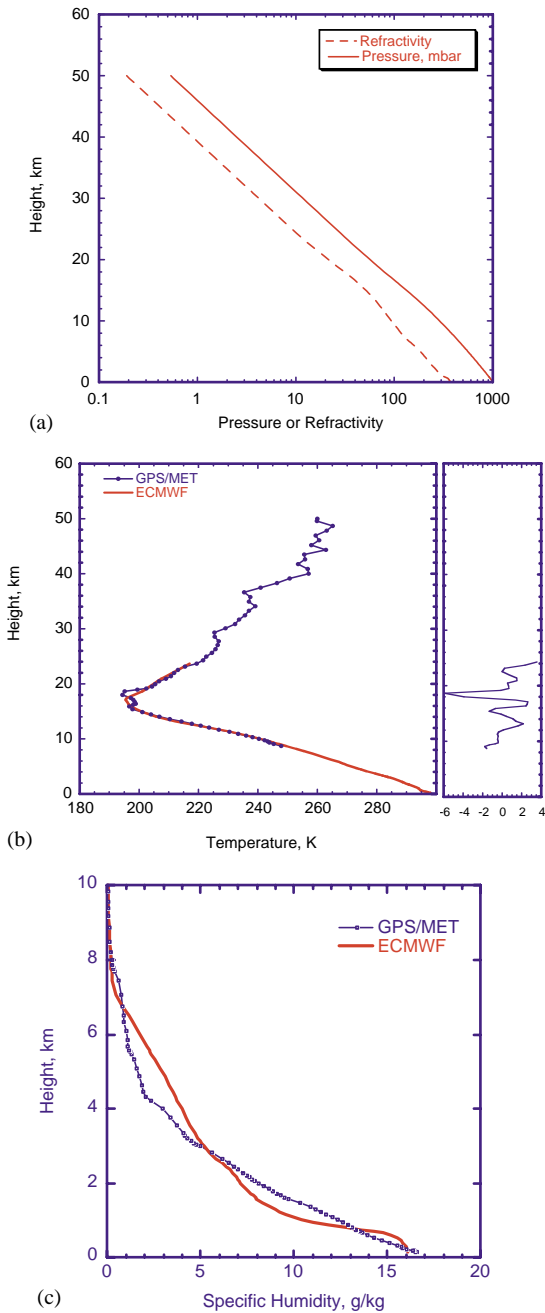 60
50
40
30
20
10
0
Height, km
Refractivity
Pressure, mbar
0.1 1 10 100 1000
Pressure or Refractivity
(a)
60
50
40
30
20
10
0
Height, km
GPS/MET
ECMWF
180 200 220 240 260 280
-6 -4 -2 0 2 4
Temperature, K
(b)
10
8
6
4
2
0
Height, km
GPS/MET
ECMWF
0 5 10 15 20
Specific Humidity, g/kg
(c)